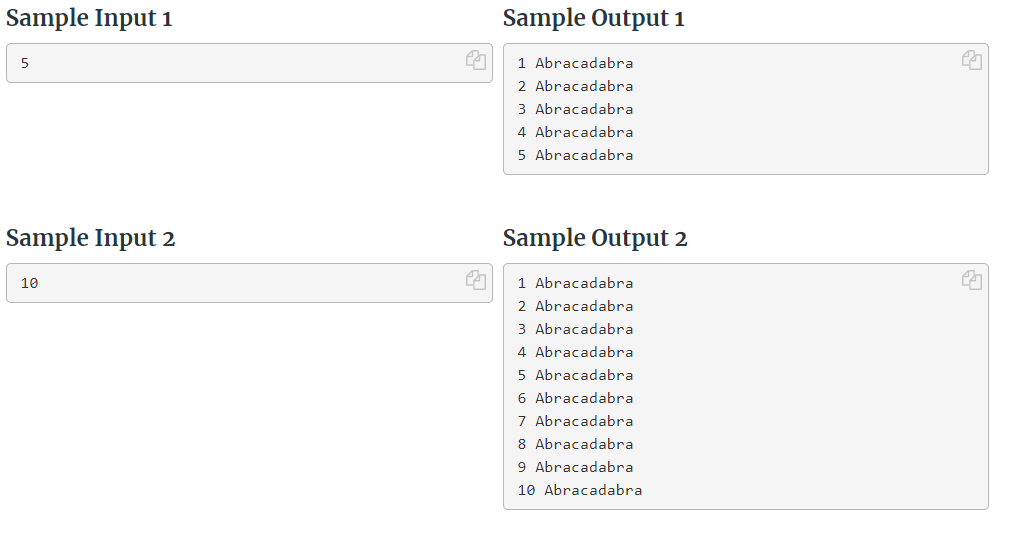 Sample Input 1
5
Sample Output 1
1 Abracadabra
2 Abracadabra
3 Abracadabra
4 Abracadabra
5 Abracadabra
Sample Input 2
10
Sample Output 2
1 Abracadabra
2 Abracadabra
3 Abracadabra
4 Abracadabra
5 Abracadabra
6 Abracadabra
7 Abracadabra
8 Abracadabra
9 Abracadabra
10 Abracadabra